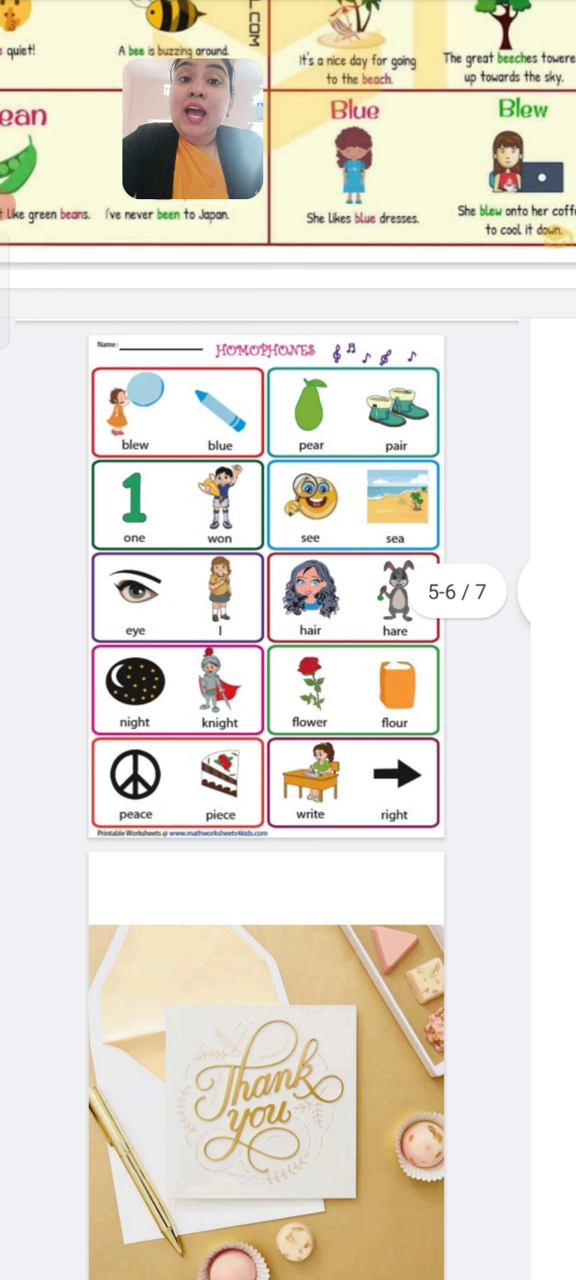 quiet!
A bee is buzzing around.
It's a nice day for going
to the beach.
The great beeches towere
up towards the sky.
ean
like green beans.
I've never been to Japan.
Blue
She likes blue dresses.
Blew
She blew onto her coff
to cool it down.
L.COM
Name:
HOMOPHONES
blew
blue
pear
pair
one
won
see
sea
eye
I
hair
hare
5-6 / 7
night
knight
flower
flour
peace
piece
write
right
Printable Worksheets @ www.mathworksheets4kids.com
Thank
you